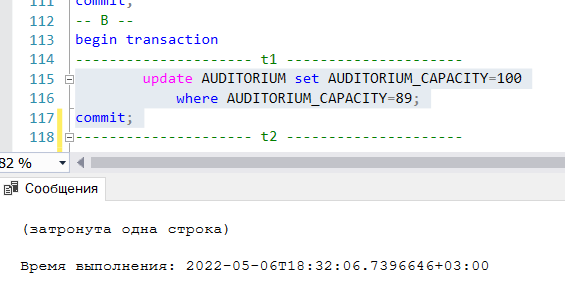 111 commit;
112 -- B --
113 begin transaction
114 -------------------- t1 --------------------
115 update AUDITORIUM set AUDITORIUM_CAPACITY=100
116 where AUDITORIUM_CAPACITY=89;
117 commit;
118 -------------------- t2 --------------------
82 %
Сообщения
(затронута одна строка)
Время выполнения: 2022-05-06T18:32:06.7396646+03:00